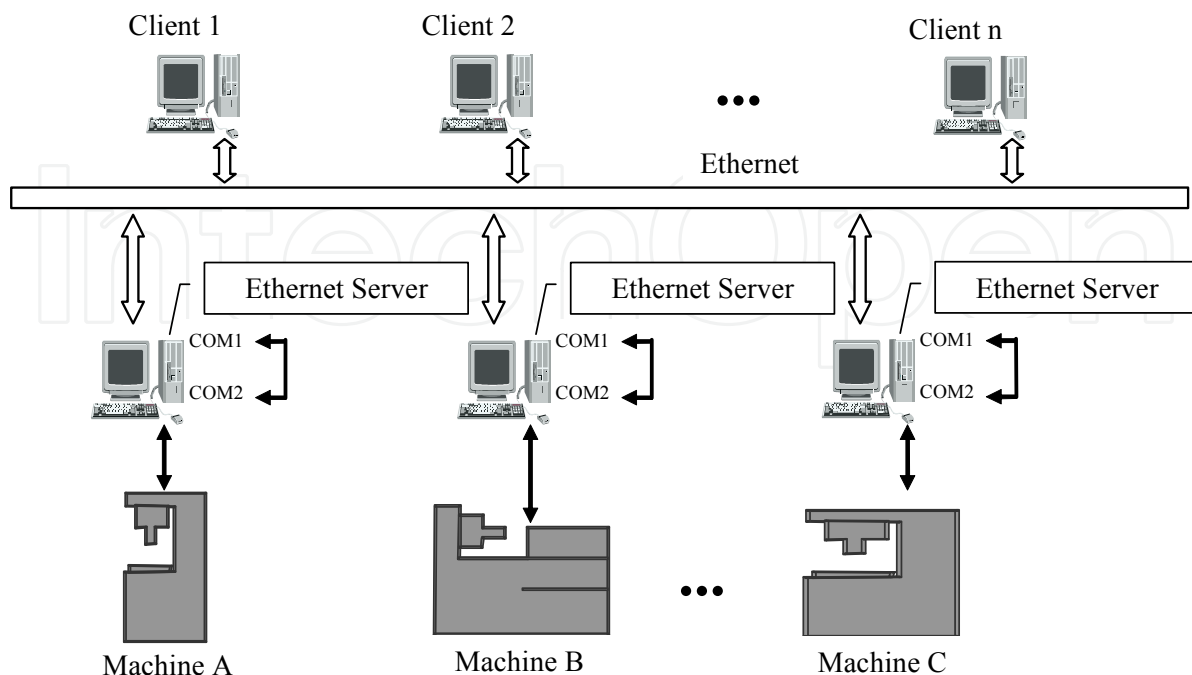 Client 1
Client 2
Client n
•••
Ethernet
IntechOpen
Ethernet Server
Ethernet Server
Ethernet Server
COM1
COM1
COM1
COM2
COM2
COM2
•••
Machine A
Machine B
Machine C